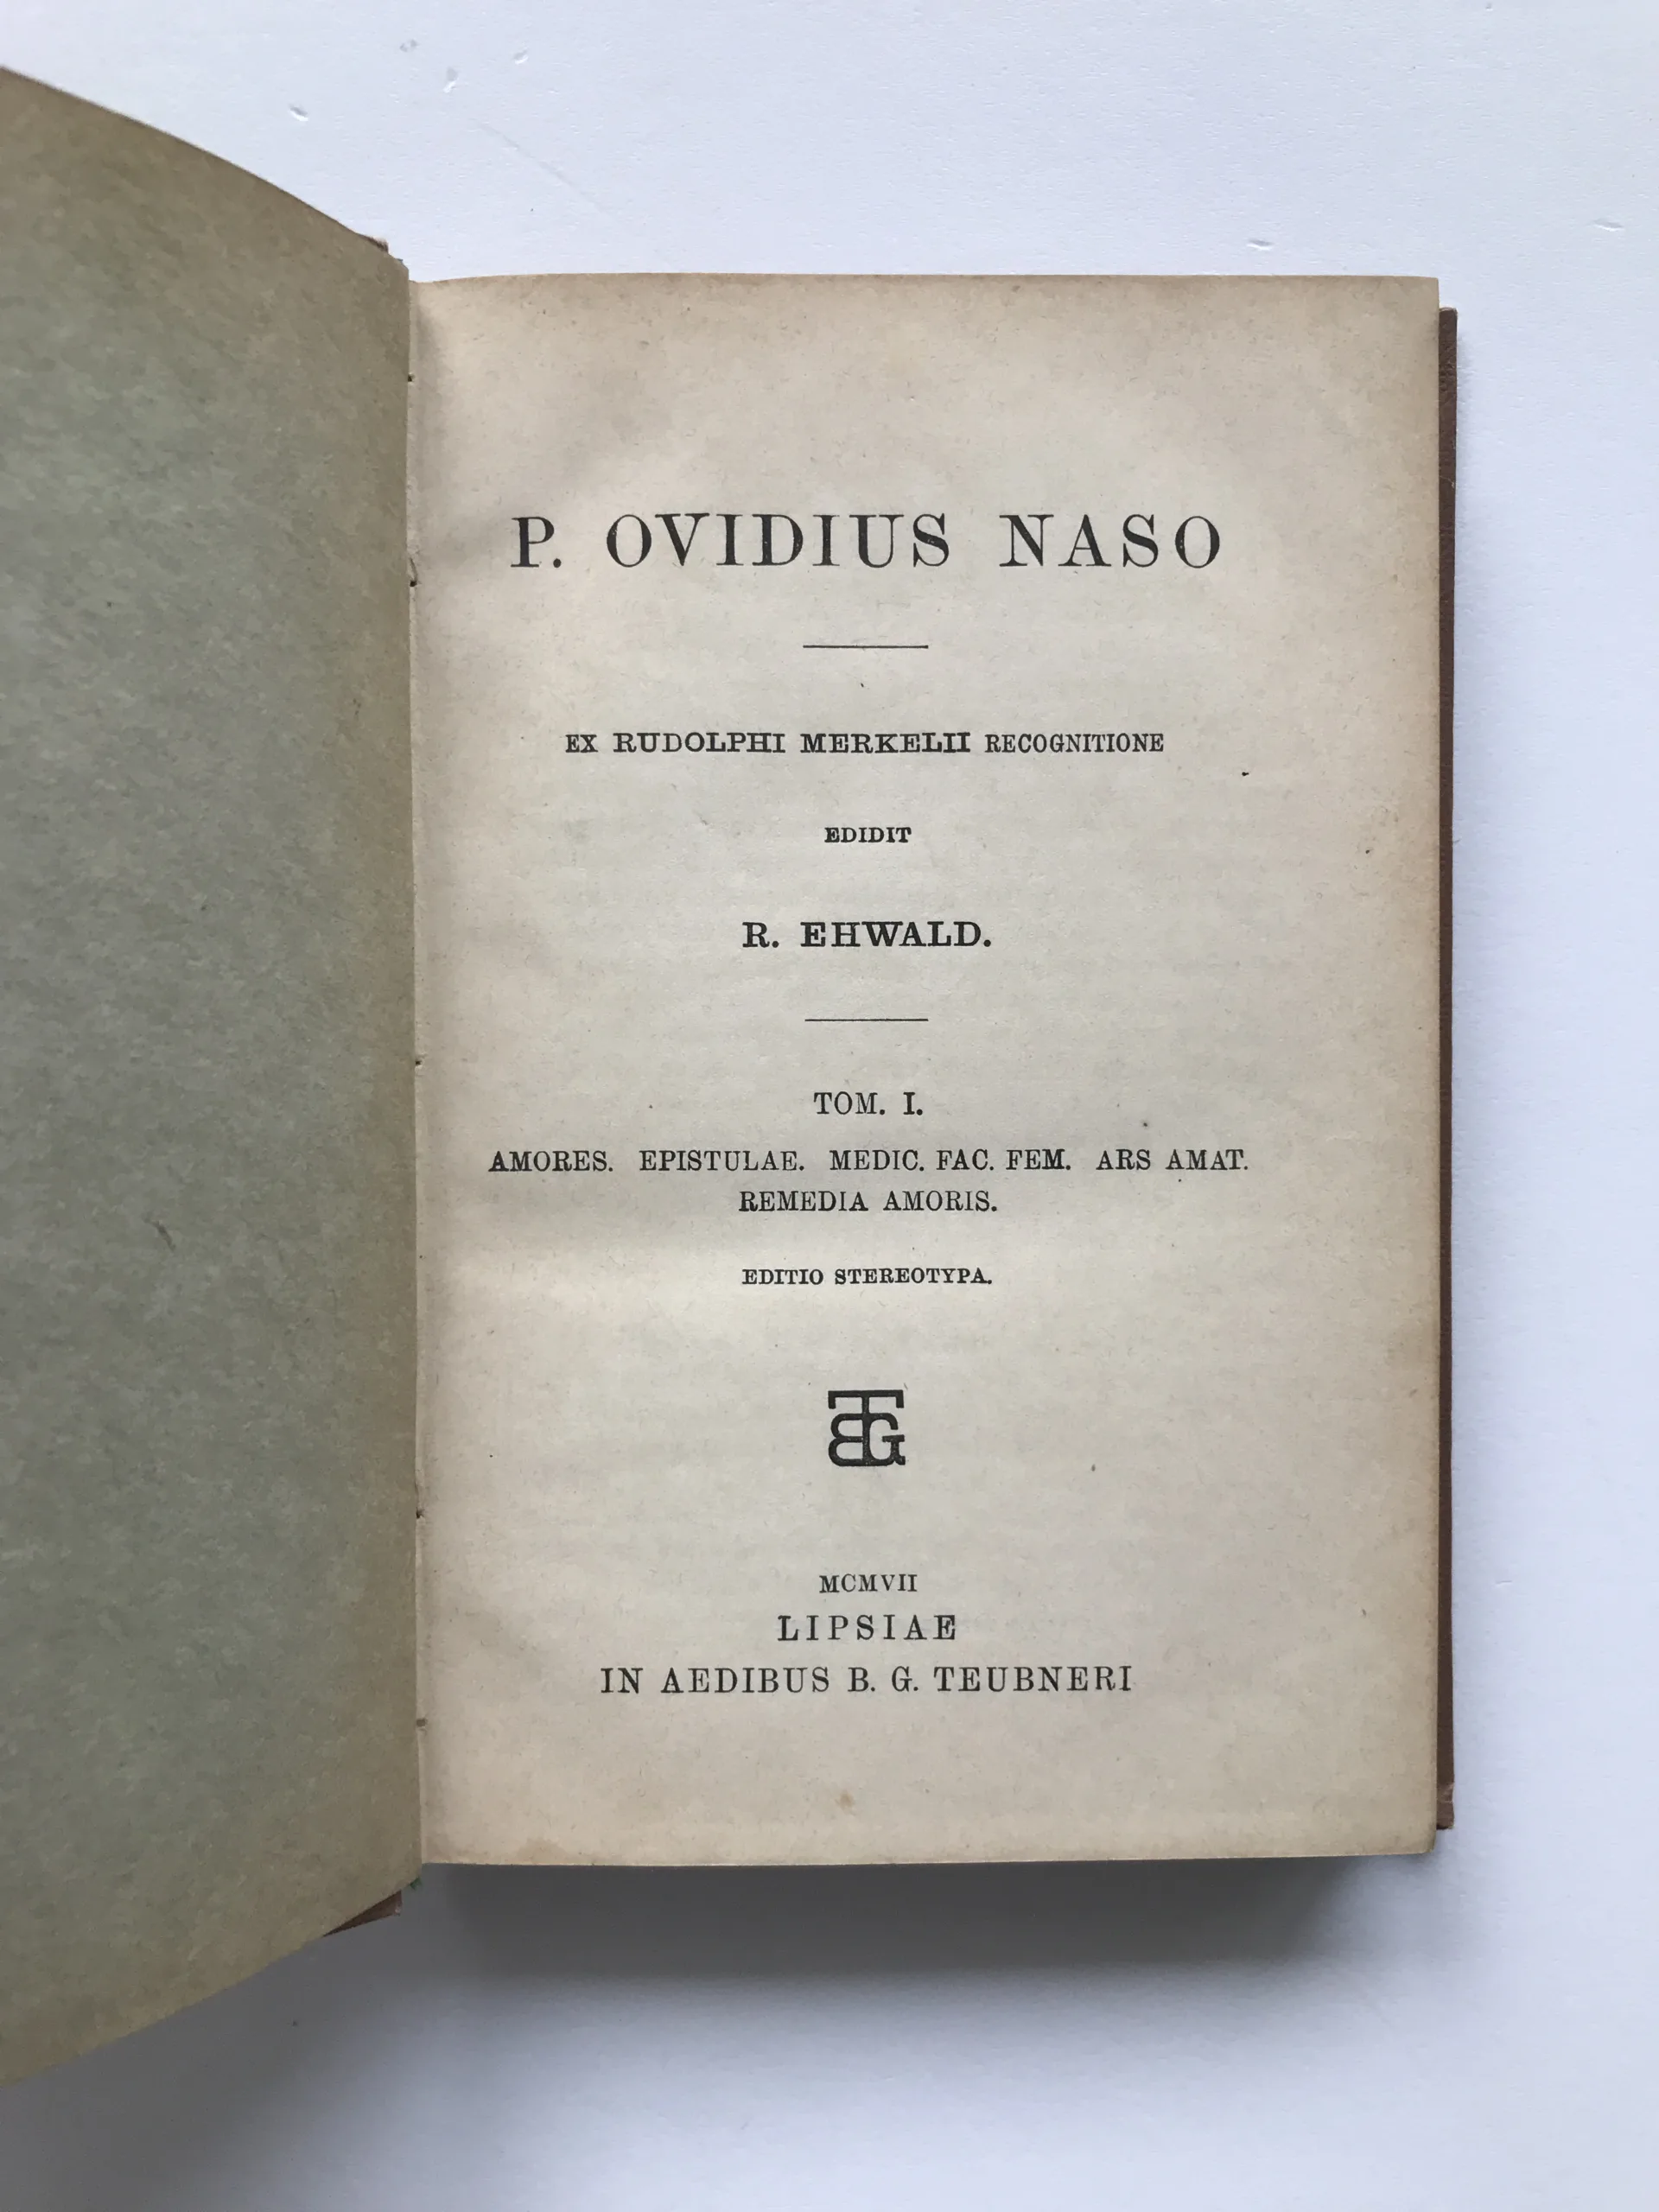 P. OVIDIUS NASO
EX RUDOLPHI MERKELII RECOGNITIONE
EDIDIT
R. EHWALD.
TOM. I.
AMORES. EPISTULAE. MEDIC. FAC. FEM. ARS AMAT.
REMEDIA AMORIS.
EDITIO STEREOTYPA.
BTG
MCMVII
LIPSIAE
IN AEDIBUS B. G. TEUBNERI